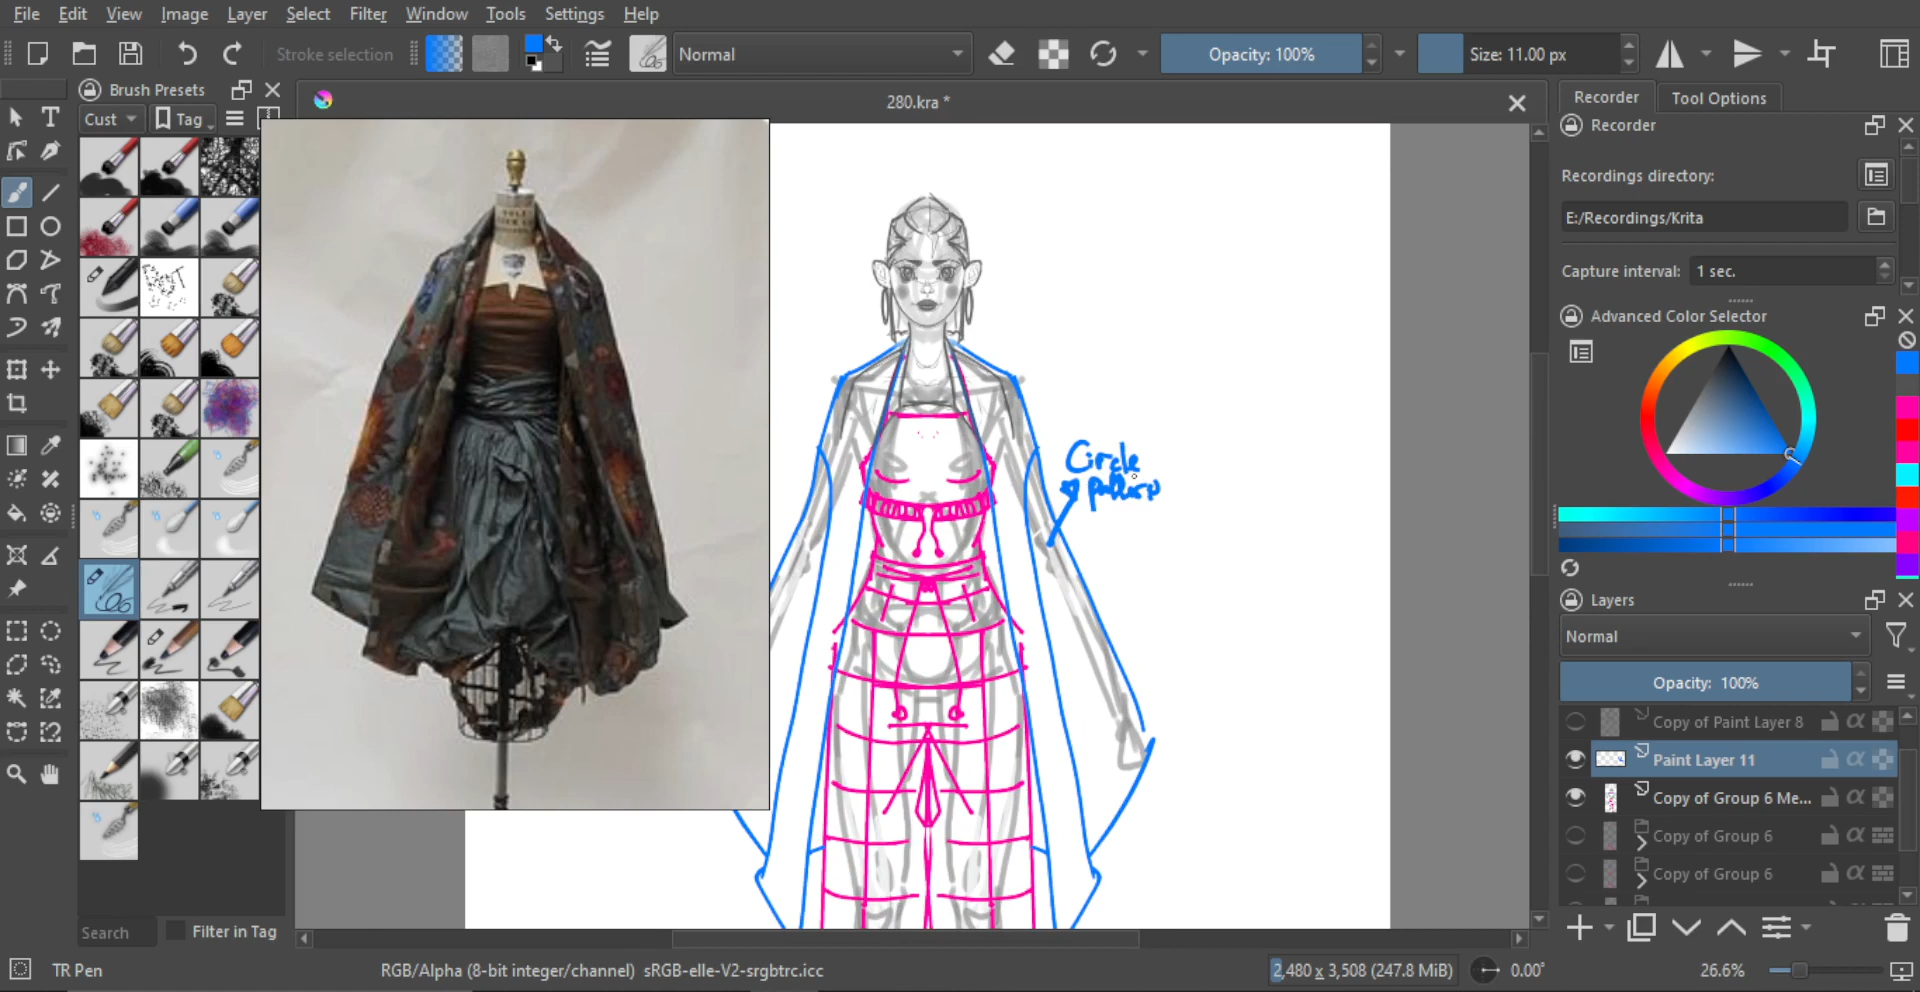 File Edit View Image Layer Select Filter Window Tools Settings Help
Stroke selection
Normal
Opacity: 100%
Size: 11.00 px
Brush Presets
280.kra *
Recorder
Tool Options
Cust
Tag
Recorder
Recordings directory:
E:/Recordings/Krita
Capture interval:
1 sec.
Advanced Color Selector
Circle
Layers
Normal
Opacity: 100%
Copy of Paint Layer 8
Paint Layer 11
Copy of Group 6 Me...
Copy of Group 6
Copy of Group 6
Search
Filter in Tag
TR Pen
RGB/Alpha (8-bit integer/channel) sRGB-elle-V2-srgbtrc.icc
2,480 x 3,508 (247.8 MiB)
0.00°
26.6%